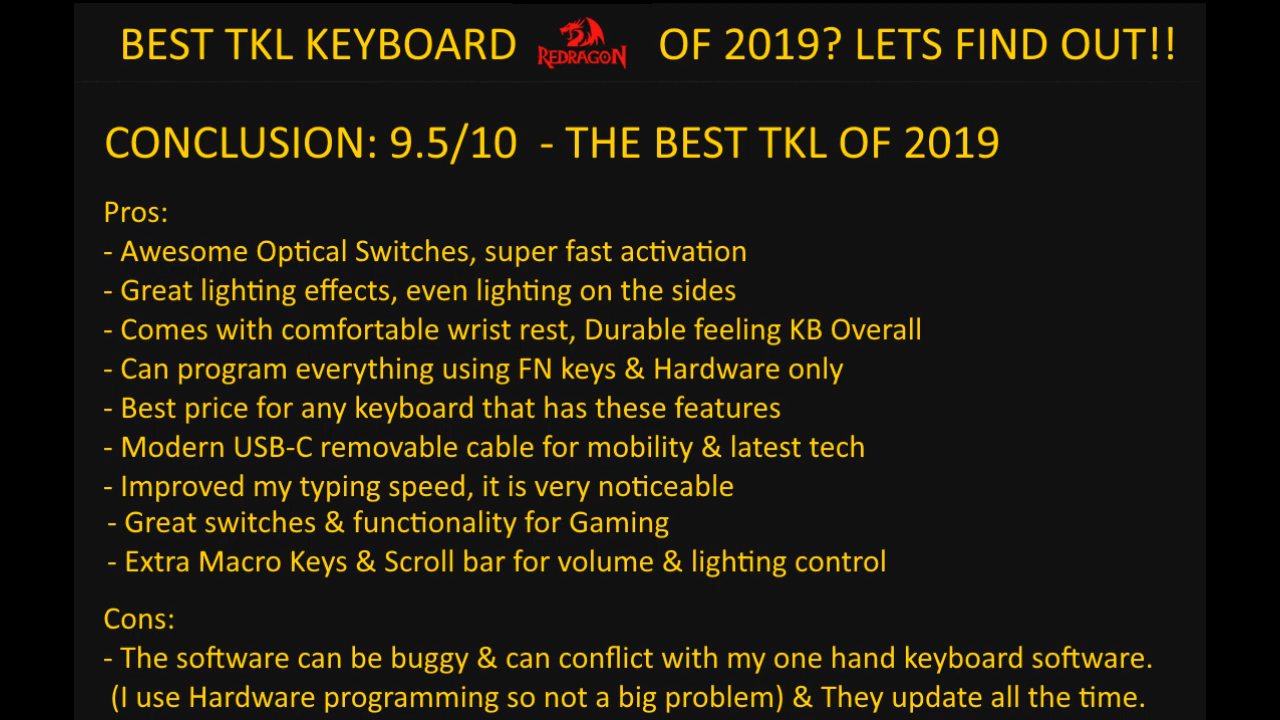 BEST TKL KEYBOARD REDRAGON OF 2019? LETS FIND OUT!!
CONCLUSION: 9.5/10 - THE BEST TKL OF 2019
Pros:
- Awesome Optical Switches, super fast activation
- Great lighting effects, even lighting on the sides
- Comes with comfortable wrist rest, Durable feeling KB Overall
- Can program everything using FN keys & Hardware only
- Best price for any keyboard that has these features
- Modern USB-C removable cable for mobility & latest tech
- Improved my typing speed, it is very noticeable
- Great switches & functionality for Gaming
- Extra Macro Keys & Scroll bar for volume & lighting control
Cons:
- The software can be buggy & can conflict with my one hand keyboard software.
(I use Hardware programming so not a big problem) & They update all the time.